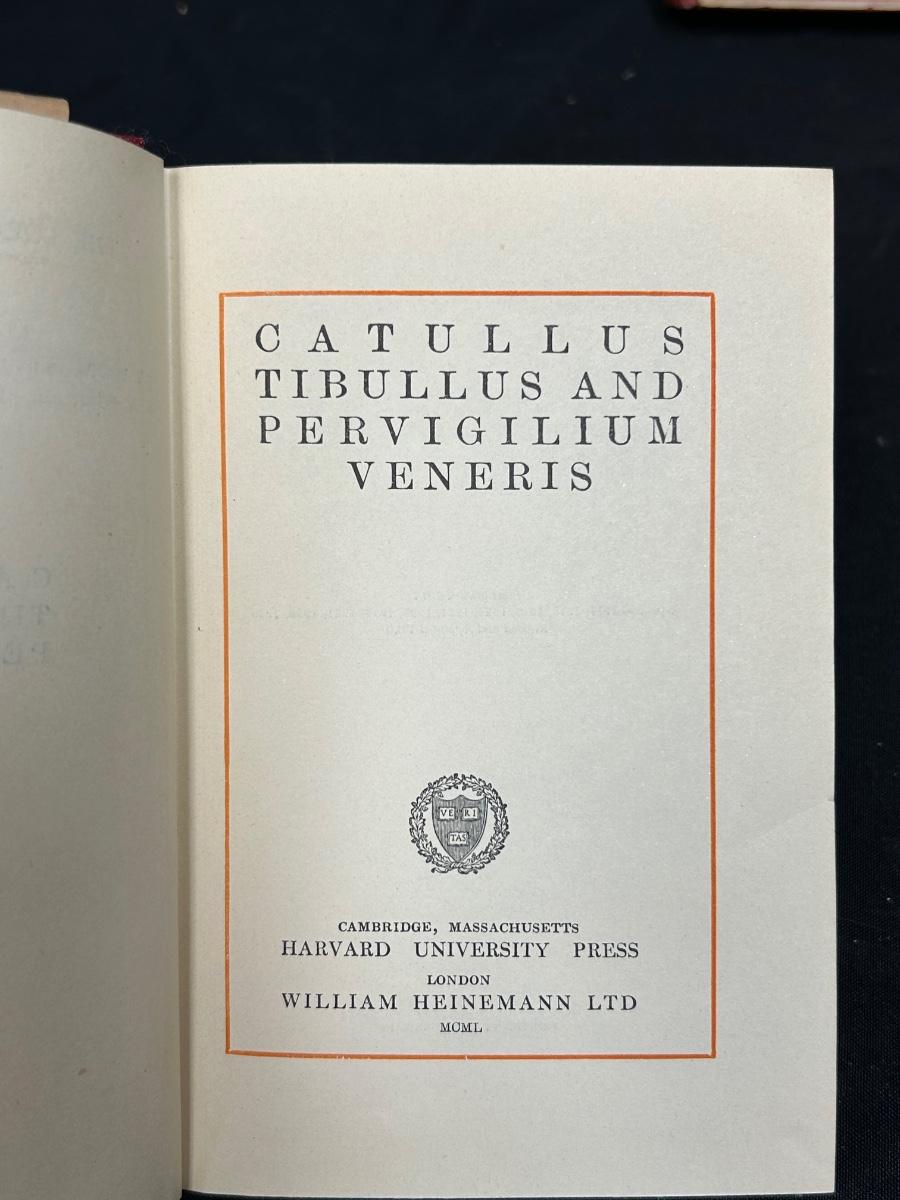 CATULLUS
TIBULLUS AND
PERVIGILIUM
VENERIS
VE RI
TAS
CAMBRIDGE, MASSACHUSETTS
HARVARD UNIVERSITY PRESS
LONDON
WILLIAM HEINEMANN LTD
MCML